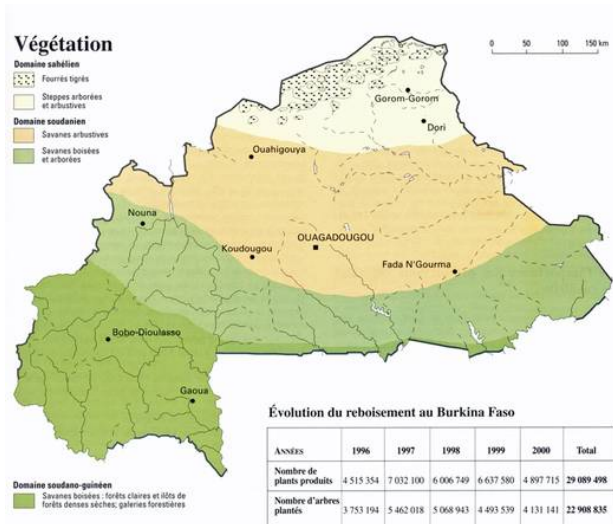 Végétation
Domaine sahélien
Fourrés tigrés
Steppes arborées
et arbustives
Domaine soudanien
Savanes arbustives
Savanes boisées
et arborées
0 50 100 150 km
Gorom-Gorom
Dori
Ouahigouya
Nouna
OUAGADOUGOU
Koudougou
Fada N'Gourma
Bobo-Dioulasso
Gaoua
Domaine soudano-guinéen
Savanes boisées : forêts claires et ilôts de
forêts denses sèches; galeries forestières
Évolution du reboisement au Burkina Faso
ANNÉES 1996 1997 1998 1999 2000 Total
Nombre de
plants produits 4 515 354 7 032 100 6 006 749 6 637 580 4 897 715 29 089 498
Nombre d'arbres
plantés 3 753 194 5 462 018 5 068 943 4 493 539 4 131 141 22 908 835